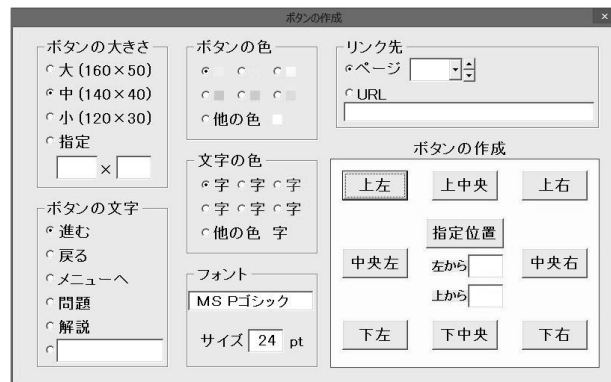 ボタンの作成
ボタンの大きさ
大 (160×50)
中 (140×40)
小 (120×30)
指定
×
ボタンの文字
進む
戻る
メニューへ
問題
解説
ボタンの色
他の色
文字の色
字 字 字
字 字 字
他の色 字
フォント
MS Pゴシック
サイズ 24 pt
リンク先
ページ
URL
ボタンの作成
上左 上中央 上右
指定位置
中央左 左から 中央右
上から
下左 下中央 下右